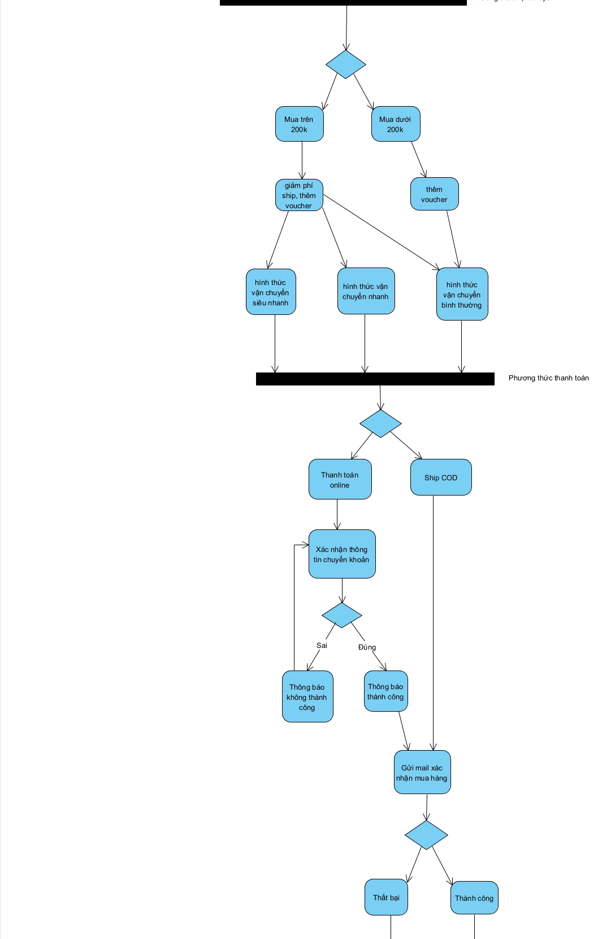 Mua trên
200k
Mua dưới
200k
giảm phí
ship, thêm
voucher
thêm
voucher
hình thức
vận chuyển
siêu nhanh
hình thức vận
chuyển nhanh
hình thức
vận chuyển
bình thường
Phương thức thanh toán
Thanh toán
online
Ship COD
Xác nhận thông
tin chuyển khoản
Sai
Đúng
Thông báo
không thành
công
Thông báo
thành công
Gửi mail xác
nhận mua hàng
Thất bại
Thành công